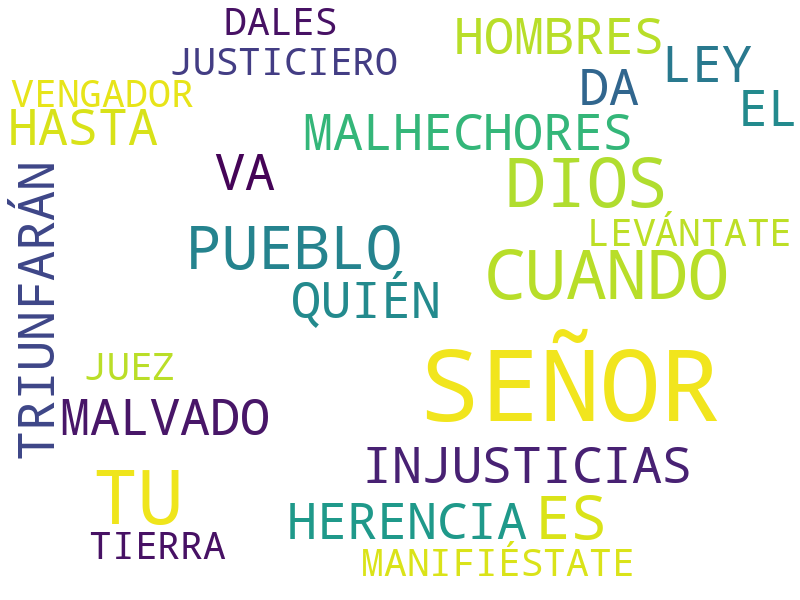 DALES
HOMBRES
JUSTICIERO
LEY
VENGADOR
DA
EL
HASTA
MALHECHORES
VA
DIOS
TRIUNFARÁN
PUEBLO
LEVÁNTATE
CUANDO
QUIÉN
JUEZ
SEÑOR
MALVADO
INJUSTICIAS
TU
HERENCIA
ES
TIERRA
MANIFIÉSTATE